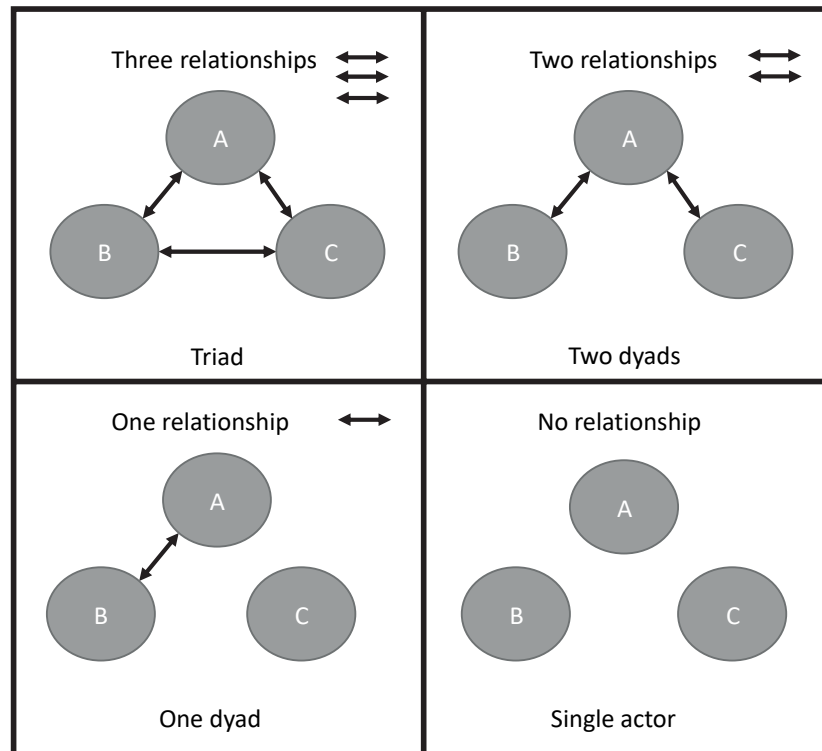 Three relationships
A
B
C
Triad
Two relationships
A
B
C
Two dyads
One relationship
A
B
C
One dyad
No relationship
A
B
C
Single actor